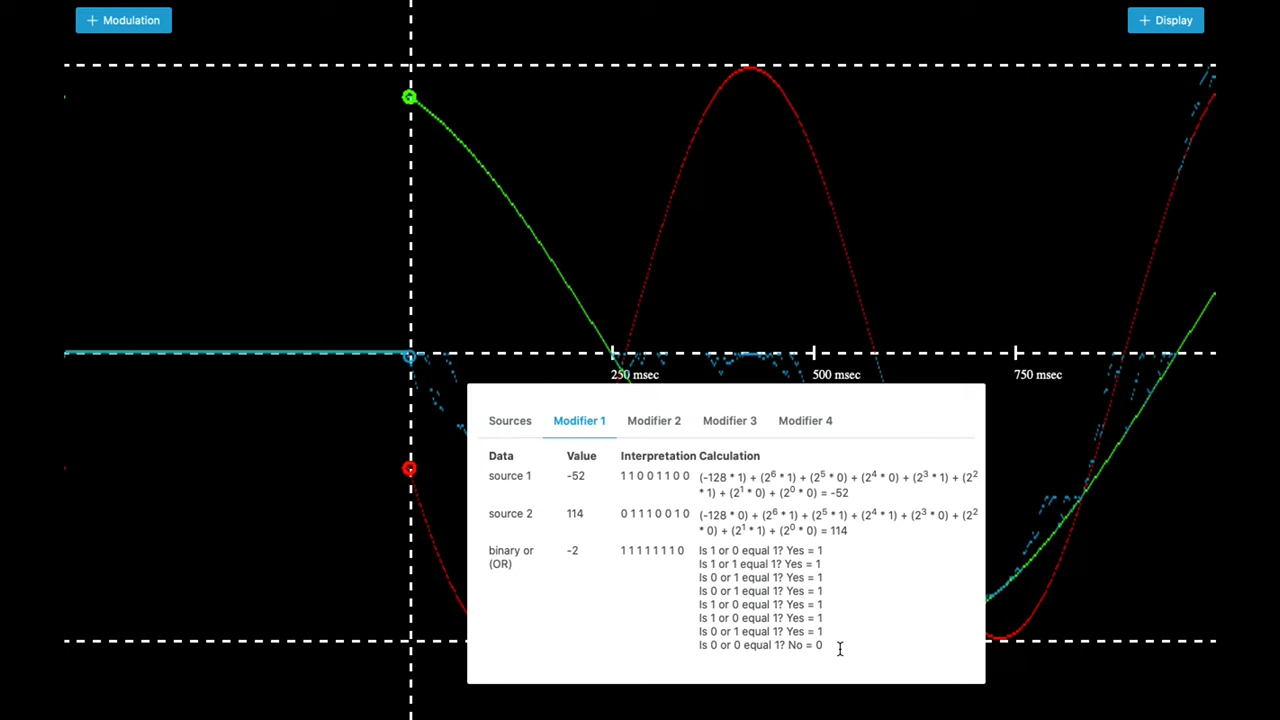 + Modulation
+ Display
250 msec
500 msec
750 msec
Sources Modifier 1 Modifier 2 Modifier 3 Modifier 4
Data Value Interpretation Calculation
source 1 -52 1 1 0 0 1 1 0 0 (-128 * 1) + (2⁶ * 1) + (2⁵ * 0) + (2⁴ * 0) + (2³ * 1) + (2²
* 1) + (2¹ * 0) + (2⁰ * 0) = -52
source 2 114 0 1 1 1 0 0 1 0 (-128 * 0) + (2⁶ * 1) + (2⁵ * 1) + (2⁴ * 1) + (2³ * 0) + (2²
* 0) + (2¹ * 1) + (2⁰ * 0) = 114
binary or -2 1 1 1 1 1 1 1 0 Is 1 or 0 equal 1? Yes = 1
(OR) Is 1 or 1 equal 1? Yes = 1
Is 0 or 1 equal 1? Yes = 1
Is 0 or 1 equal 1? Yes = 1
Is 1 or 0 equal 1? Yes = 1
Is 1 or 0 equal 1? Yes = 1
Is 0 or 1 equal 1? Yes = 1
Is 0 or 0 equal 1? No = 0